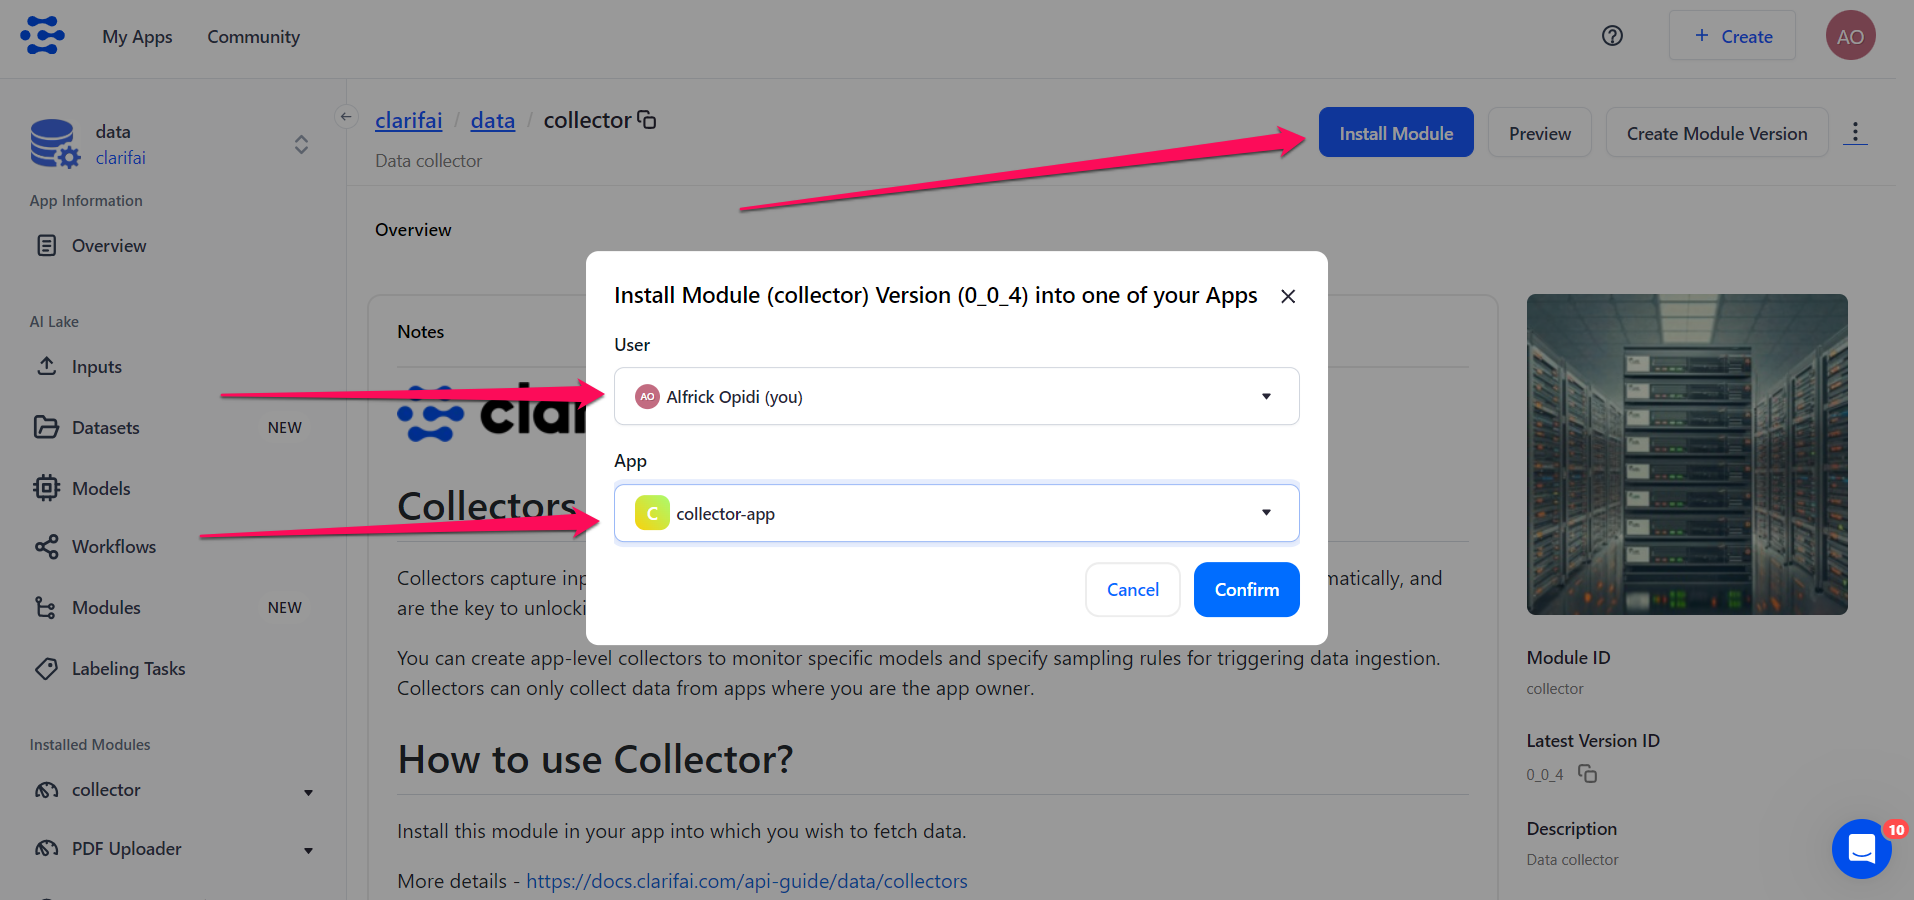 My Apps
Community
Create
AO
data
clarifai
App Information
Overview
AI Lake
Inputs
Datasets
NEW
Models
Workflows
Modules
NEW
Labeling Tasks
Installed Modules
collector
PDF Uploader
clarifai / data / collector
Data collector
Install Module
Preview
Create Module Version
Overview
Notes
clar
Collectors
Collectors capture inp
matically, and
are the key to unlocki
You can create app-level collectors to monitor specific models and specify sampling rules for triggering data ingestion.
Collectors can only collect data from apps where you are the app owner.
How to use Collector?
Install this module in your app into which you wish to fetch data.
More details - https://docs.clarifai.com/api-guide/data/collectors
Install Module (collector) Version (0_0_4) into one of your Apps
User
AO Alfrick Opidi (you)
App
C collector-app
Cancel
Confirm
Module ID
collector
Latest Version ID
0_0_4
Description
Data collector
10